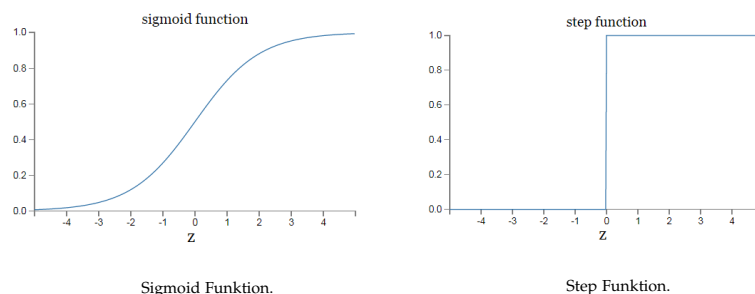 sigmoid function
1.0
0.8
0.6
0.4
0.2
0.0
-4 -3 -2 -1 0 1 2 3 4
Z
Sigmoid Funktion.
step function
1.0
0.8
0.6
0.4
0.2
0.0
-4 -3 -2 -1 0 1 2 3 4
Z
Step Funktion.